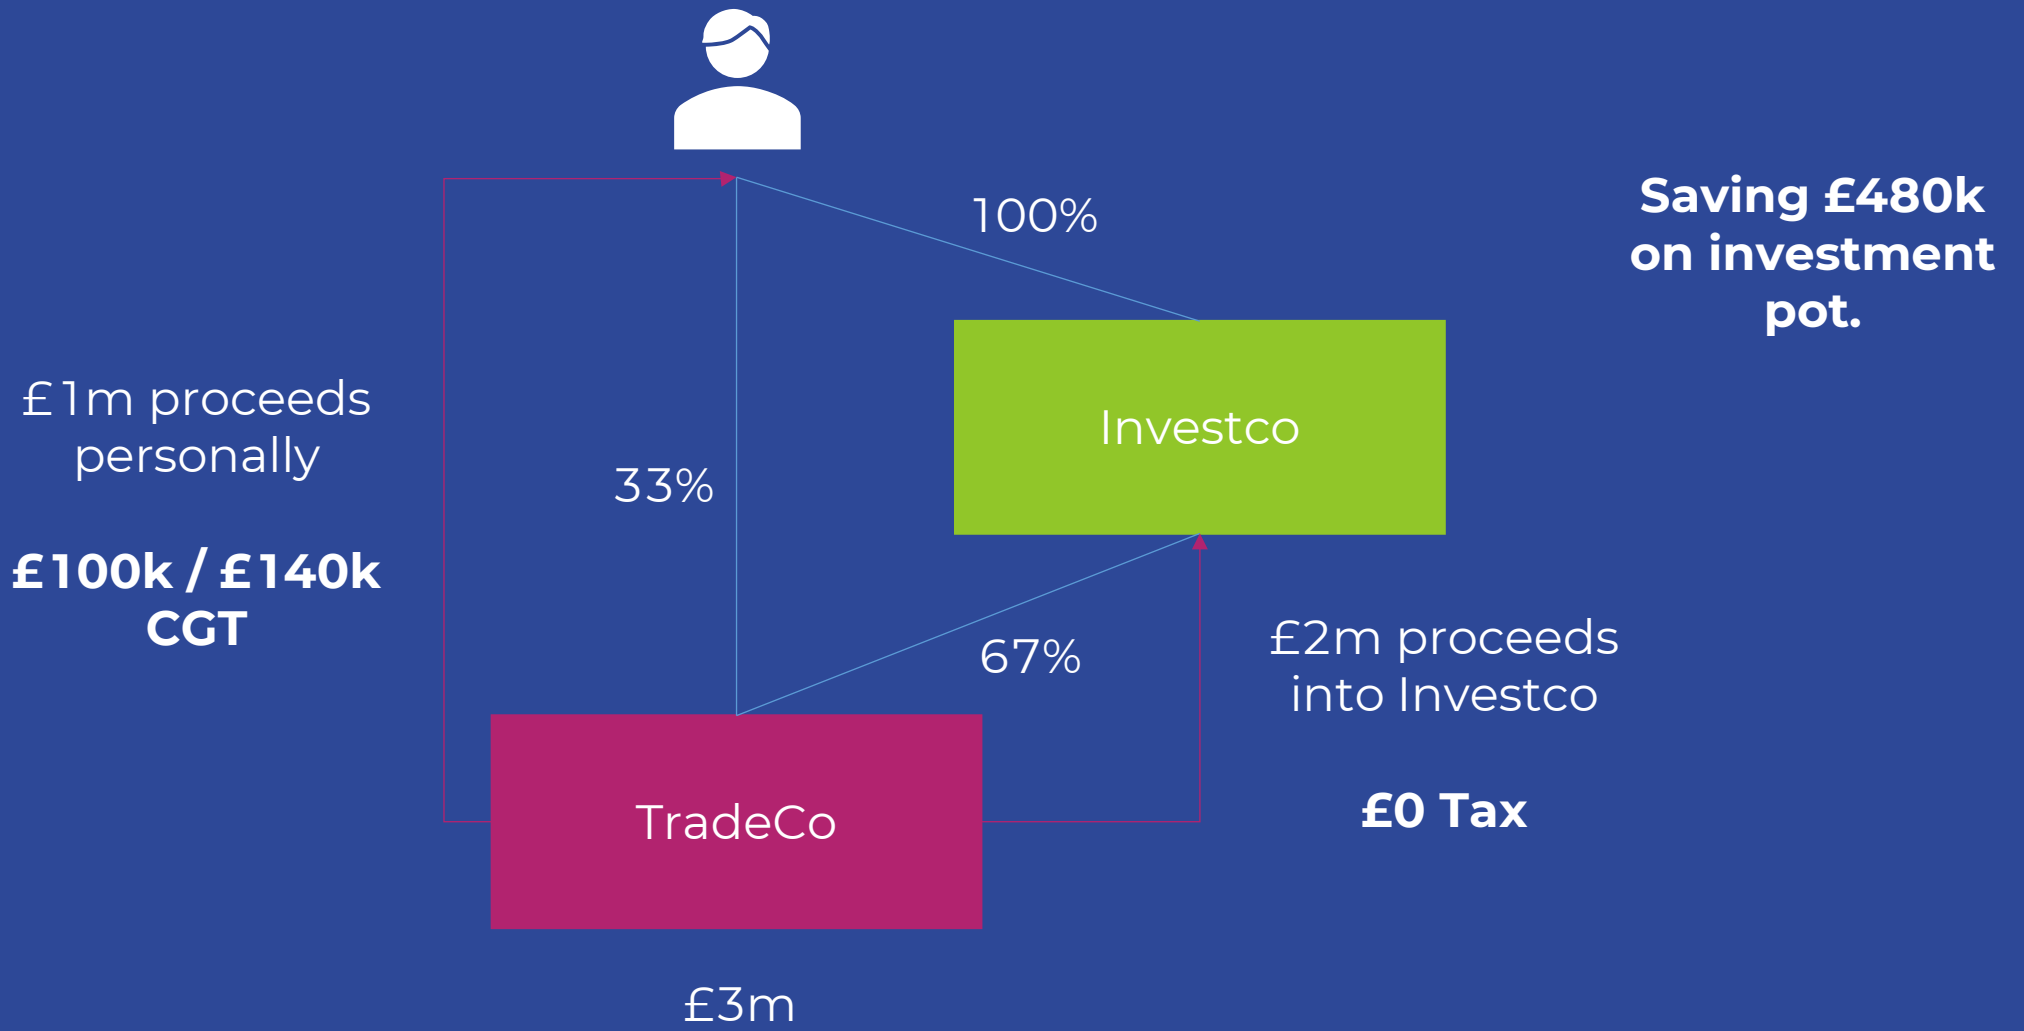 100%
Saving £480k
on investment
pot.
£1m proceeds
personally
£100k / £140k
CGT
33%
Investco
67%
£2m proceeds
into Investco
£0 Tax
TradeCo
£3m